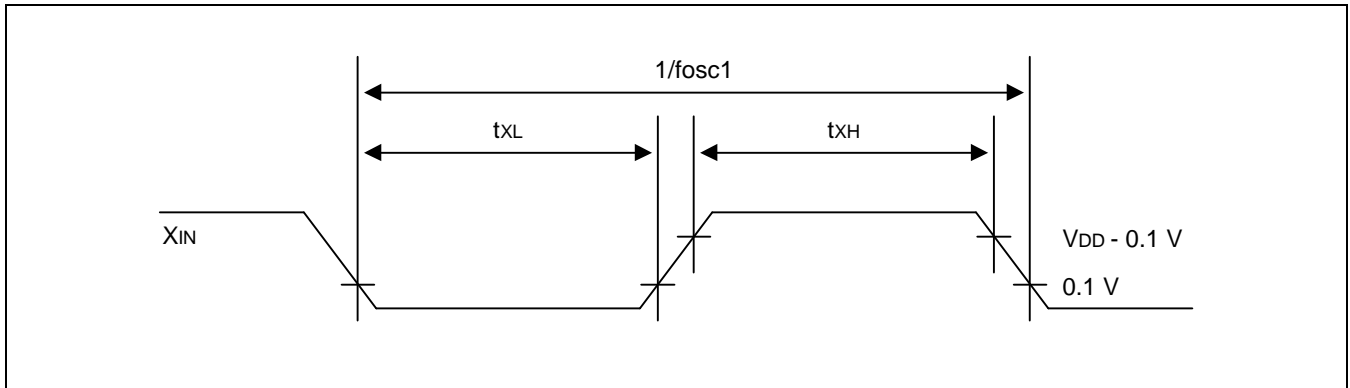 1/fosc1
tXL
tXH
XIN
VDD - 0.1 V
0.1 V